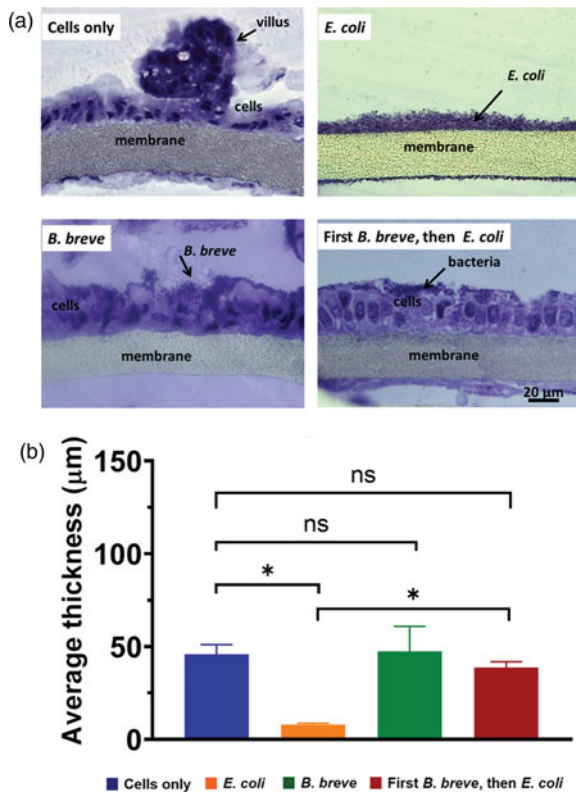 (a)
Cells only
villus
cells
membrane
E. coli
E. coli
membrane
B. breve
B. breve
cells
membrane
First B. breve, then E. coli
bacteria
cells
membrane
20 μm
(b)
Average thickness (μm)
150
100
50
0
ns
ns
*
*
Cells only E. coli B. breve First B. breve, then E. coli